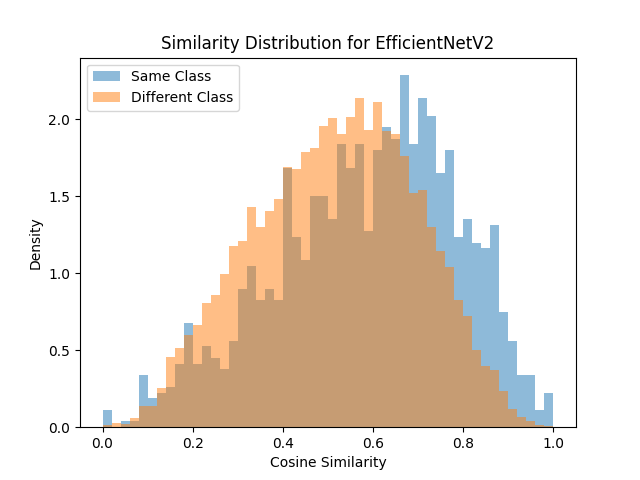 Similarity Distribution for EfficientNetV2
Same Class
Different Class
2.0
1.5
1.0
0.5
0.0
Density
0.0 0.2 0.4 0.6 0.8 1.0
Cosine Similarity